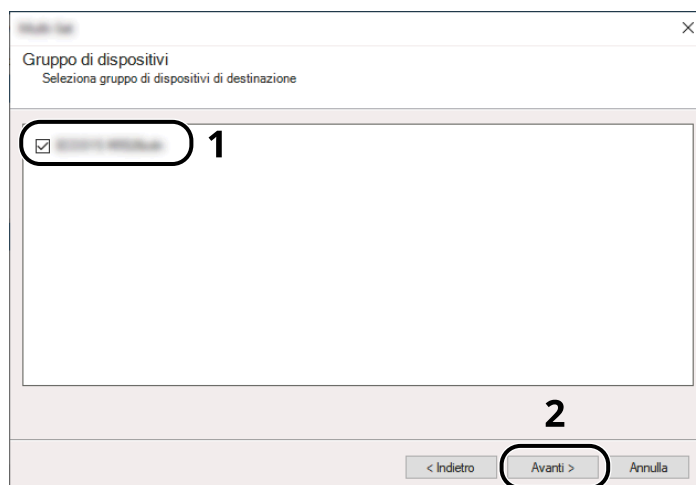 Gruppo di dispositivi
Seleziona gruppo di dispositivi di destinazione
1
2
< Indietro
Avanti >
Annulla